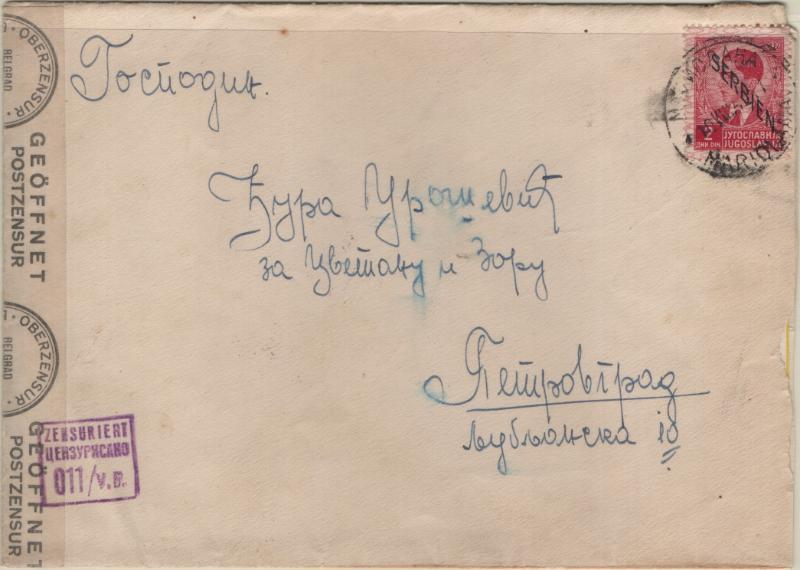 Господин.
Ђура Урошевић
за Цветану и Зору
Петровград
Љубљанска 10
OBERZENSUR
BELGRAD
GEÖFFNET
POSTZENSUR
OBERZENSUR
BELGRAD
GEÖFFNET
POSTZENSUR
ZENSURIERT
ЦЕНЗУРИСАНО
011/V.B.
SERBIEN
2
ЈУГОСЛАВИЈА
JUGOSLAVIJA